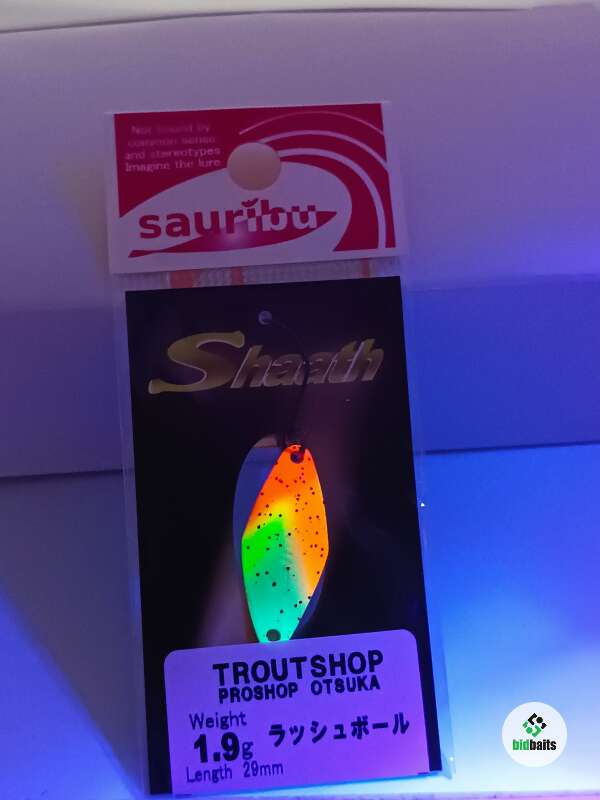 Not bound by
common sense
and stereotypes
Imagine the lure
sauribu
Shaath
TROUTSHOP
PROSHOP OTSUKA
Weight
1.9g
ラッシュボール
Length 29mm
bidbaits